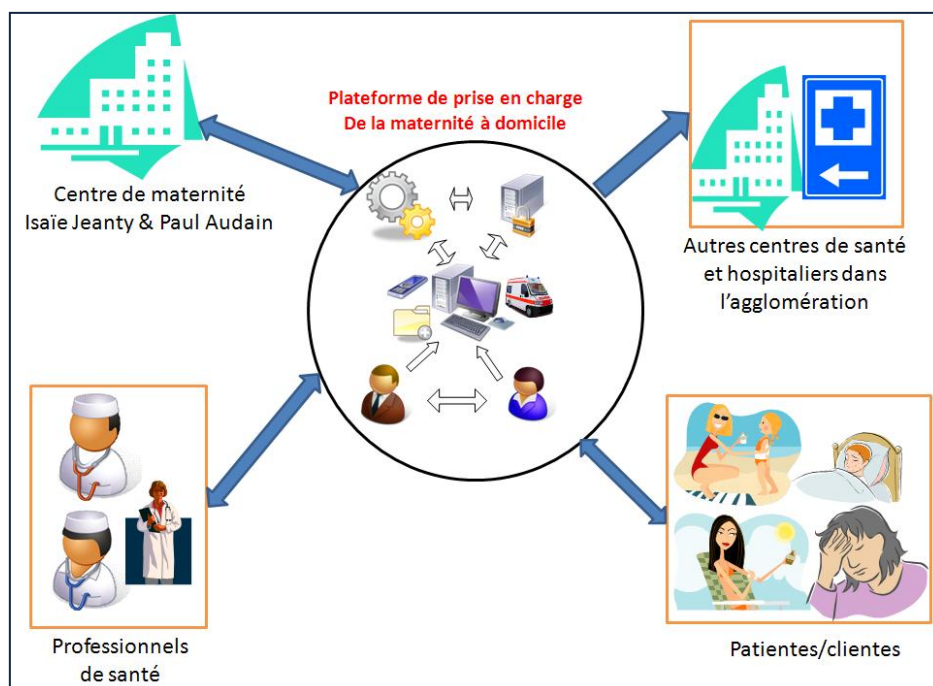 Plateforme de prise en charge
De la maternité à domicile
Centre de maternité
Isaïe Jeanty & Paul Audain
Autres centres de santé
et hospitaliers dans
l'agglomération
Professionnels
de santé
Patientes/clientes